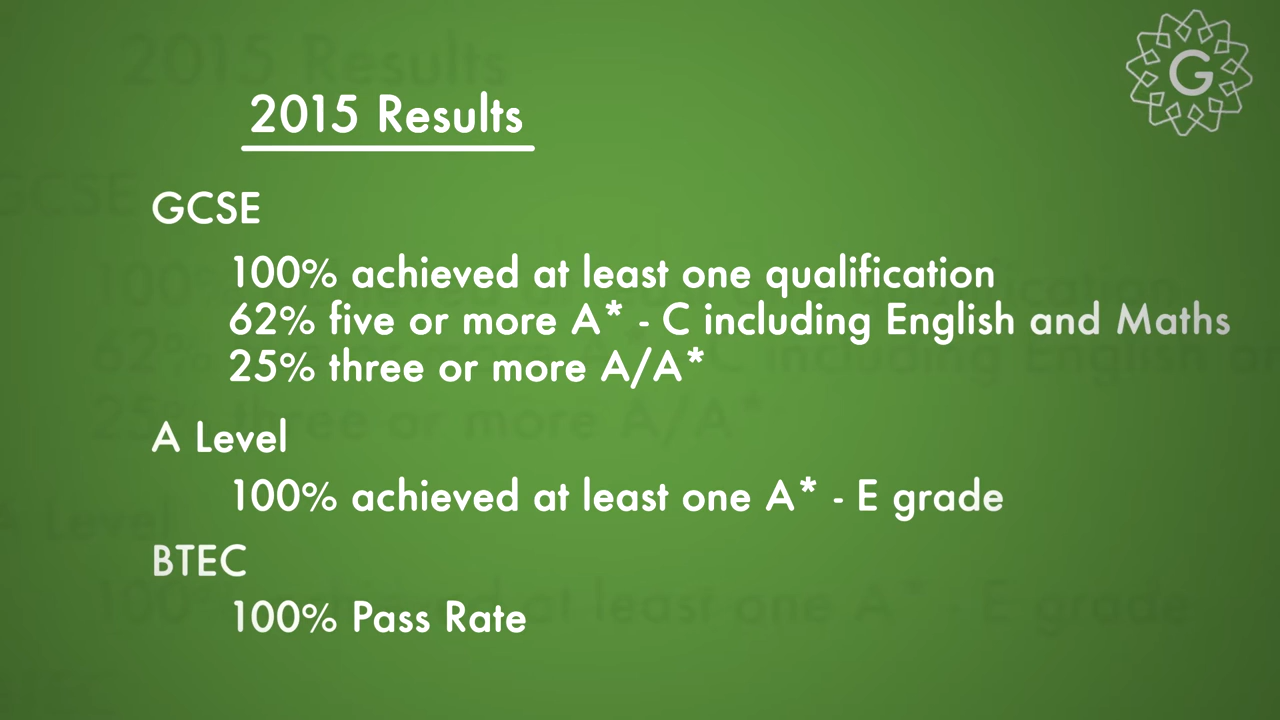 G
2015 Results
GCSE
100% achieved at least one qualification
62% five or more A* - C including English and Maths
25% three or more A/A*
A Level
100% achieved at least one A* - E grade
BTEC
100% Pass Rate